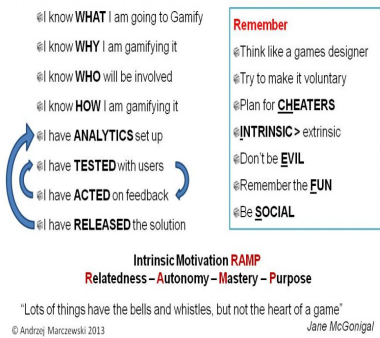 I know WHAT I am going to Gamify
I know WHY I am gamifying it
I know WHO will be involved
I know HOW I am gamifying it
I have ANALYTICS set up
I have TESTED with users
I have ACTED on feedback
I have RELEASED the solution
Remember
Think like a games designer
Try to make it voluntary
Plan for CHEATERS
INTRINSIC > extrinsic
Don't be EVIL
Remember the FUN
Be SOCIAL
Intrinsic Motivation RAMP
Relatedness – Autonomy – Mastery – Purpose
“Lots of things have the bells and whistles, but not the heart of a game”
Jane McGonigal
© Andrzej Marczewski 2013